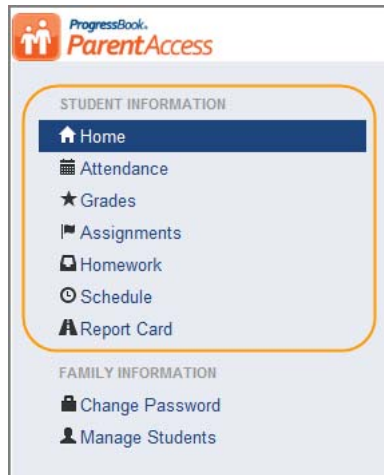 ProgressBook.
ParentAccess
STUDENT INFORMATION
Home
Attendance
Grades
Assignments
Homework
Schedule
Report Card
FAMILY INFORMATION
Change Password
Manage Students